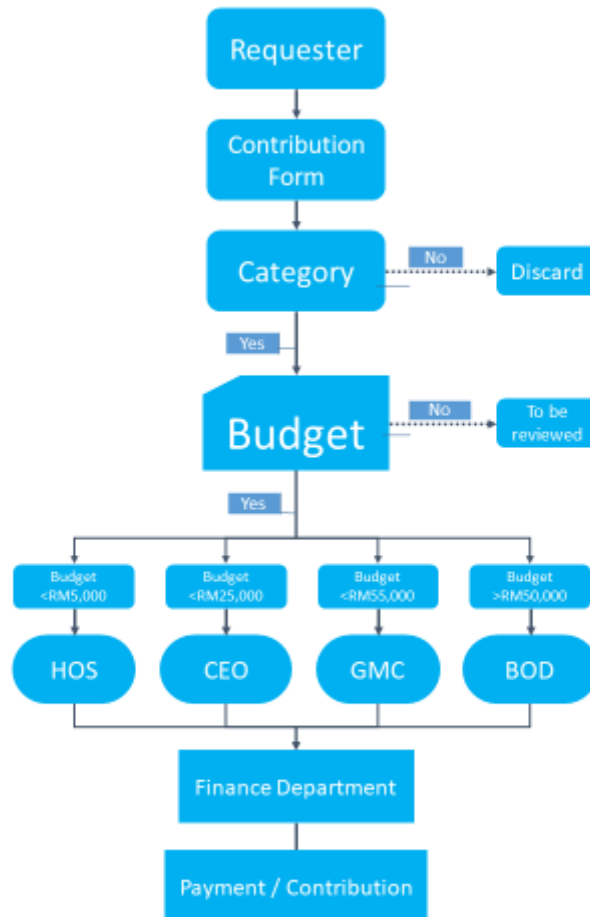 Requester
Contribution
Form
Category
No
Discard
Yes
Budget
No
To be
reviewed
Yes
Budget
<RM5,000
Budget
<RM25,000
Budget
<RM55,000
Budget
>RM50,000
HOS
CEO
GMC
BOD
Finance Department
Payment / Contribution